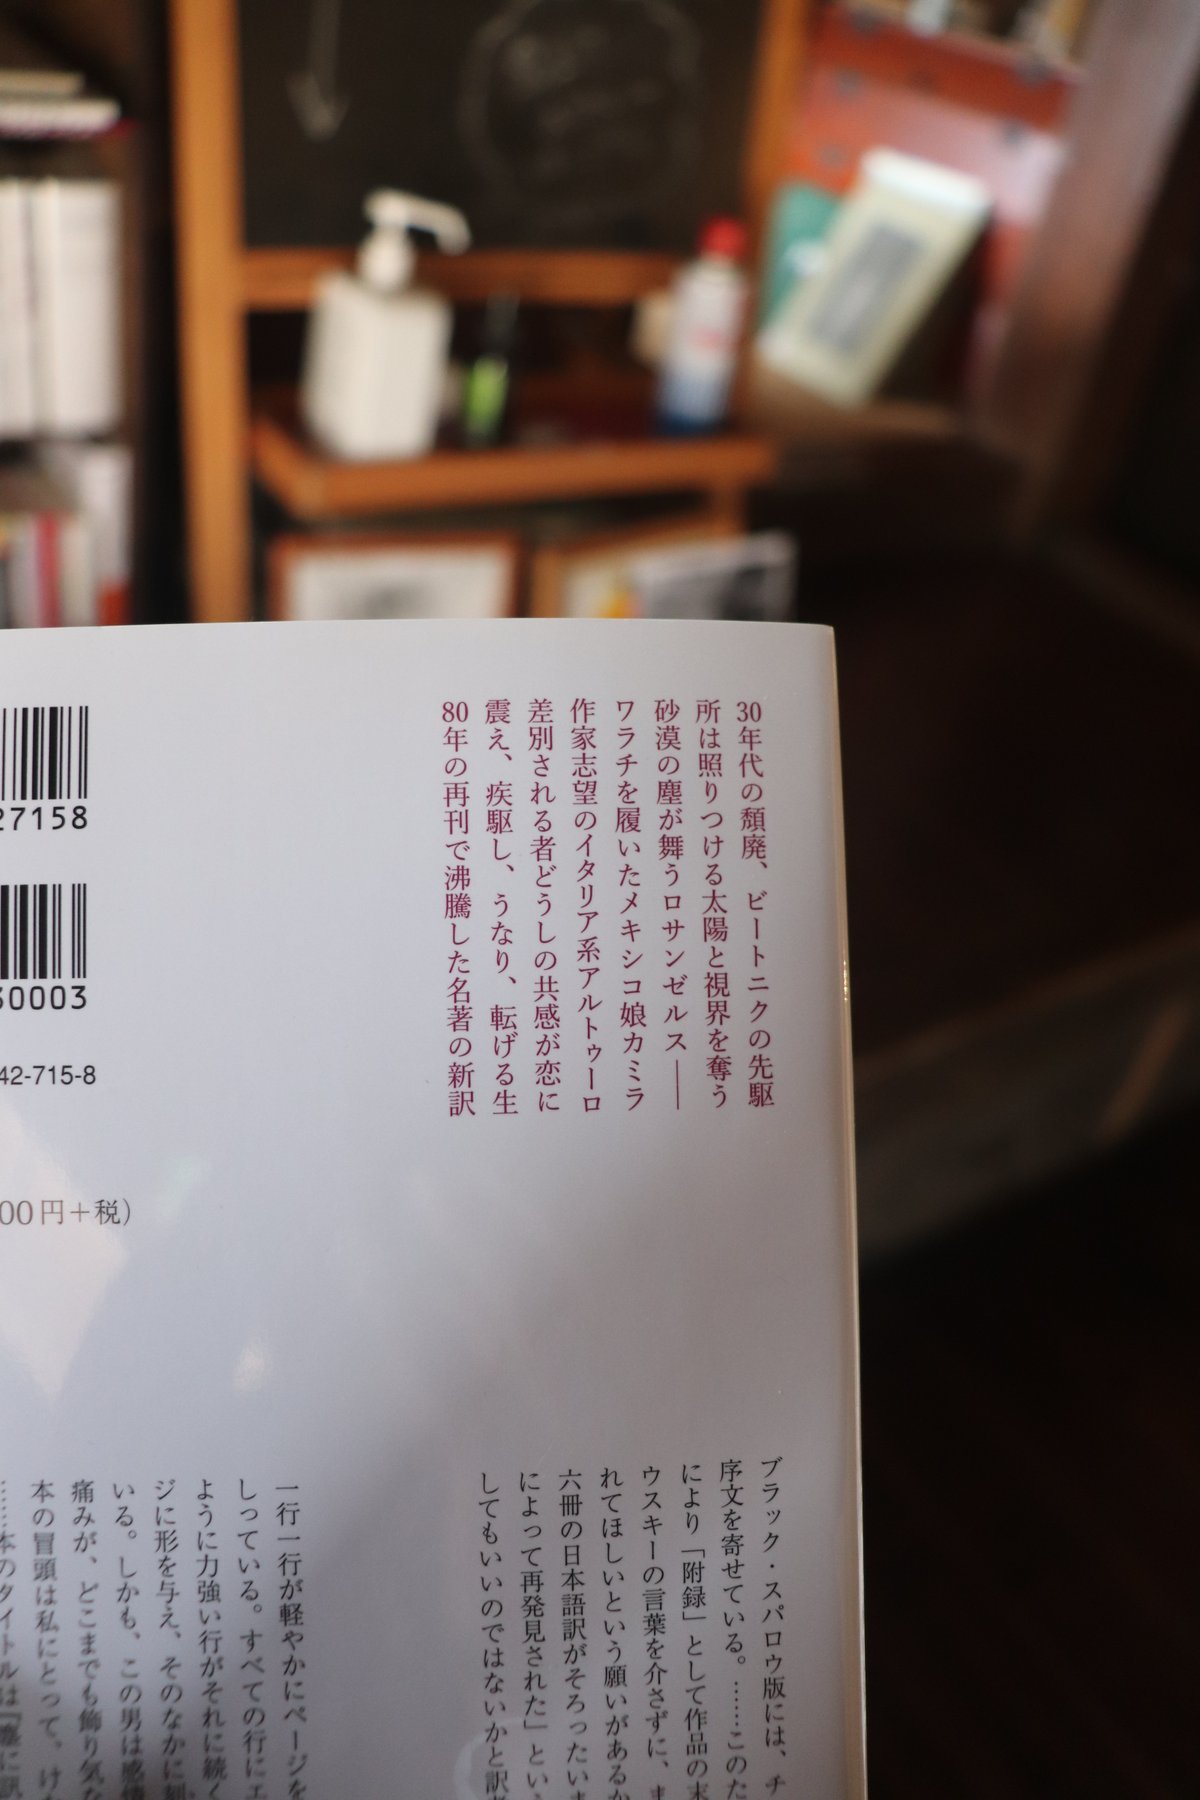 30年代の頽廃、ビートニクの先駆
所は照りつける太陽と視界を奪う
砂漠の塵が舞うロサンゼルス――
ワラチを履いたメキシコ娘カミラ
作家志望のイタリア系アルトゥーロ
差別される者どうしの共感が恋に
震え、疾駆し、うなり、転げる生
80年の再刊で沸騰した名著の新訳
27158
0003
42-715-8
00円＋税）
ブラック・スパロウ版には、チ
序文を寄せている。……このた
により「附録」として作品の末
ウスキーの言葉を介さずに、ま
れてほしいという願いがあるか
六冊の日本語訳がそろったいま
によって再発見された」とい
してもいいのではないかと訳者
一行一行が軽やかにページを
しっている。すべての行にエ
ように力強い行がそれに続く
ジに形を与え、そのなかに刻
いる。しかも、この男は感情
痛みが、どこまでも飾り気な
本の冒頭は私にとって、け
……本のタイトルは『塵に訊